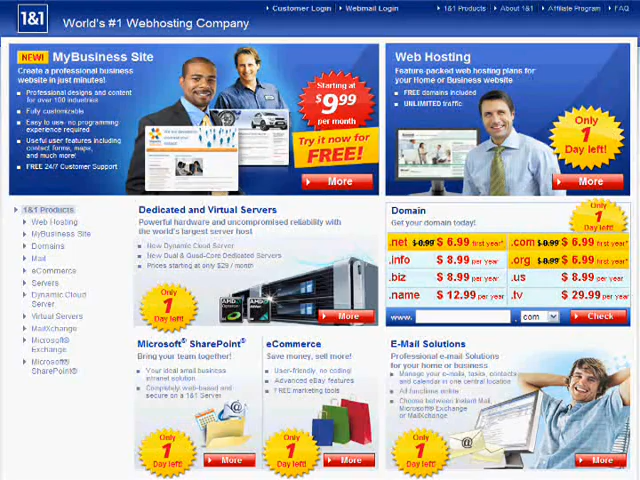 Customer Login
Webmail Login
1&1 Products
About 1&1
Affiliate Program
FAQ
1&1
World's #1 Webhosting Company
NEW! MyBusiness Site
Create a professional business
website in just minutes!
Professional designs and content
for over 100 industries
Fully customizable
Easy to use- no programming
experience required
Useful user features including
contact forms, maps,
and much more!
FREE 24/7 Customer Support
Starting at
$9.99
per month
Try it now for
FREE!
More
Web Hosting
Feature-packed web hosting plans for
your Home or Business website
FREE domains included
UNLIMITED traffic
Only
1
Day left!
More
1&1 Products
Web Hosting
MyBusiness Site
Domains
Mail
eCommerce
Servers
Dynamic Cloud
Server
Virtual Servers
MailXchange
Microsoft®
Exchange
Microsoft®
SharePoint®
Dedicated and Virtual Servers
Powerful hardware and uncompromised reliability with
the world's largest server host
New Dynamic Cloud Server
New Dual & Quad-Core Dedicated Servers
Prices starting at only $29 / month
Only
1
Day left!
AMD
AMD
More
Domain
Get your domain today!
Only
1
Day left!
.net $9.99 $ 6.99 first year*
.com $9.99 $ 6.99 first year*
.info $ 8.99 per year
.org $9.99 $ 6.99 first year*
.biz $ 8.99 per year
.us $ 8.99 per year
.name $ 12.99 per year
.tv $ 29.99 per year
www.
. com
Check
Microsoft® SharePoint®
Bring your team together!
Your ideal small business
intranet solution
Completely web-based and
secure on a 1&1 Server
Only
1
Day left!
More
eCommerce
Save money, sell more!
User-friendly, no coding!
Advanced eBay features
FREE marketing tools
Only
1
Day left!
More
E-Mail Solutions
Professional e-mail Solutions
for your home or business
Manage your e-mails, tasks, contacts
and calendar in one central location
All functions online
Choose between Instant Mail,
Microsoft® Exchange
or MailXchange
Only
1
Day left!
More